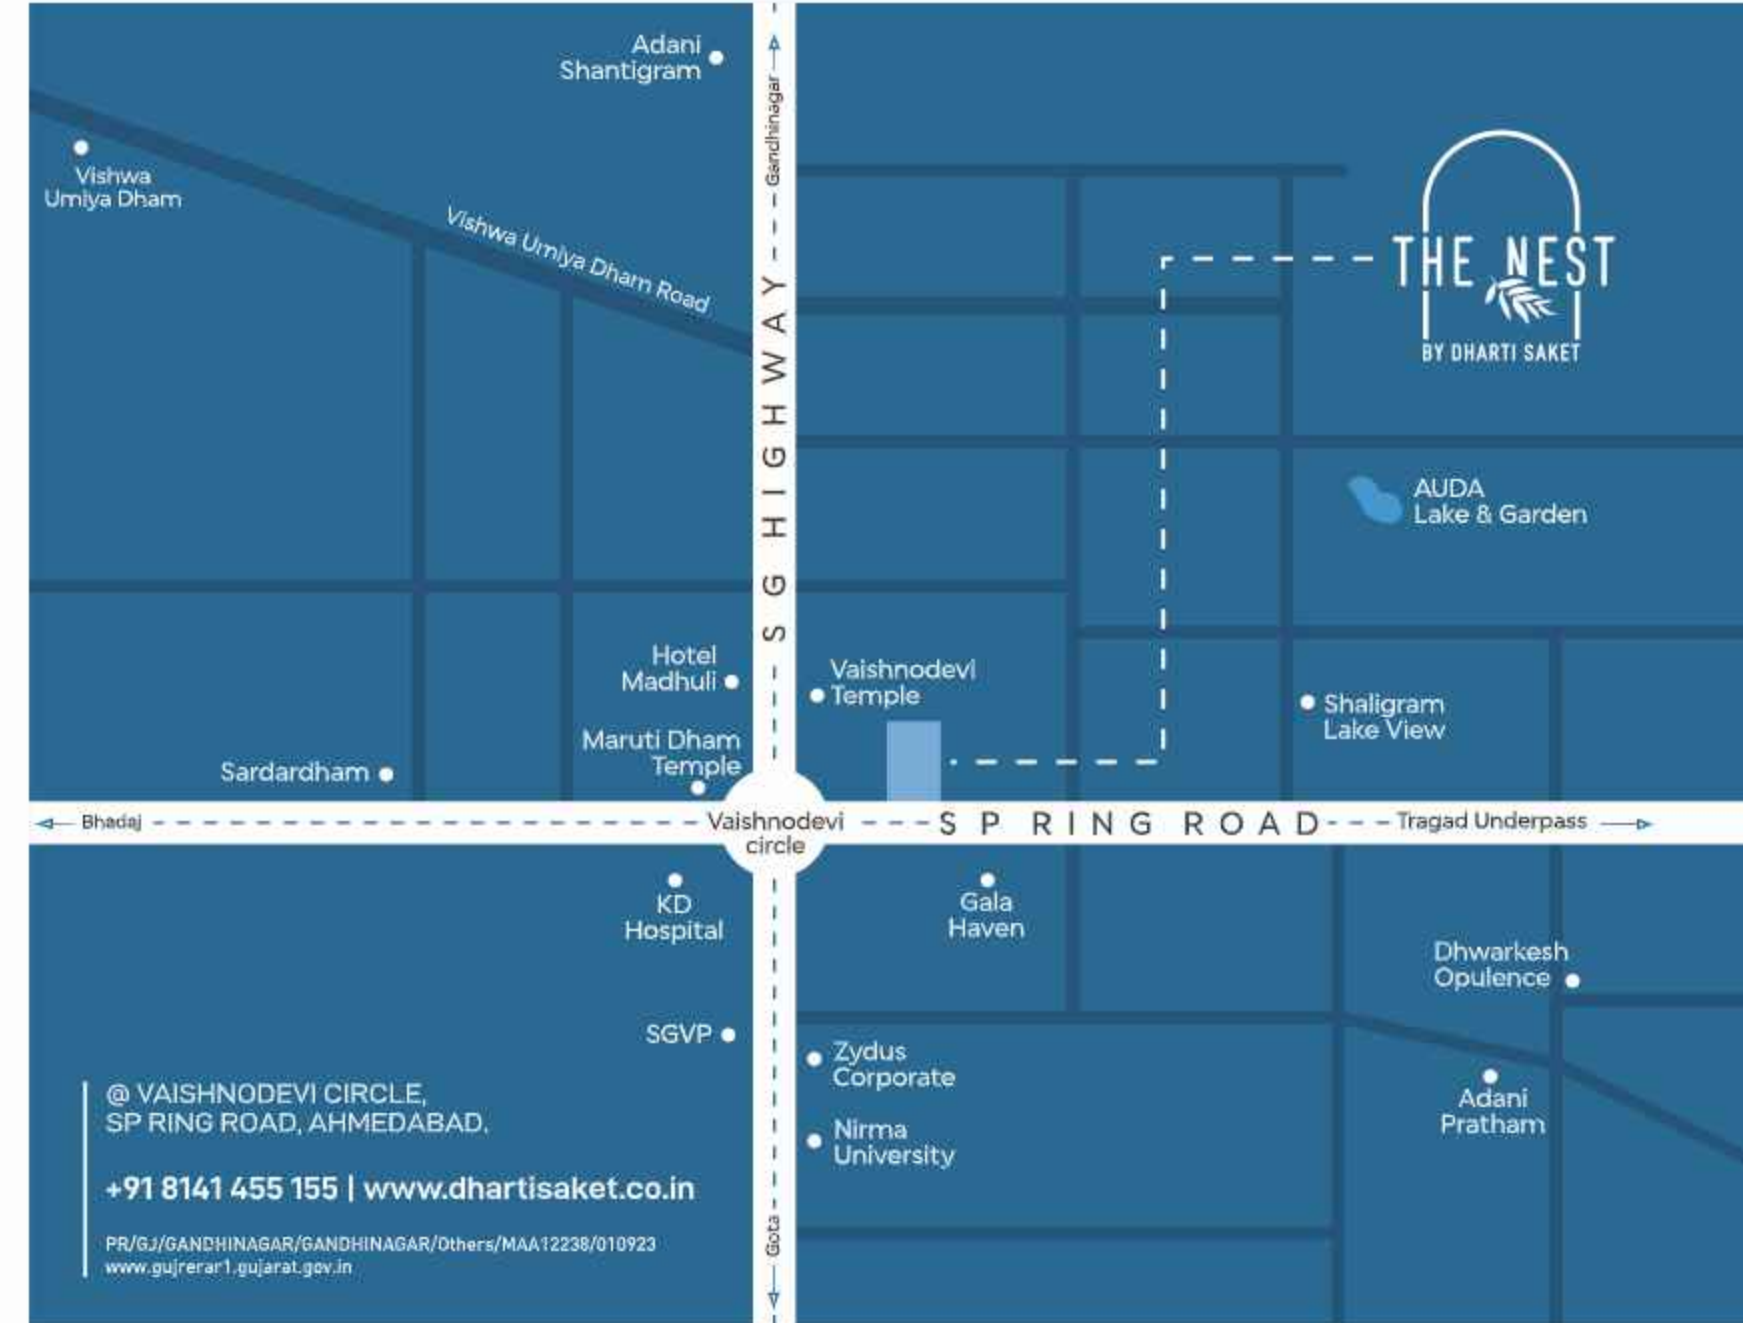 Adani
Shantigram
Gandhinagar
Vishwa
Umiya Dham
Vishwa Umiya Dham Road
THE NEST
BY DHARTI SAKET
S G HIGHWAY
AUDA
Lake & Garden
Hotel
Madhuli
Vaishnodevi
Temple
Shaligram
Lake View
Maruti Dham
Temple
Sardardham
Bhadaj
Vaishnodevi
circle
SP RING ROAD
Tragad Underpass
KD
Hospital
Gala
Haven
Dhwarkesh
Opulence
SGVP
Zydus
Corporate
Adani
Pratham
Nirma
University
Gota
@ VAISHNODEVI CIRCLE,
SP RING ROAD, AHMEDABAD.
+91 8141 455 155 | www.dhartisaket.co.in
PR/GJ/GANDHINAGAR/GANDHINAGAR/Others/MAA12238/010923
www.gujrerar1.gujarat.gov.in